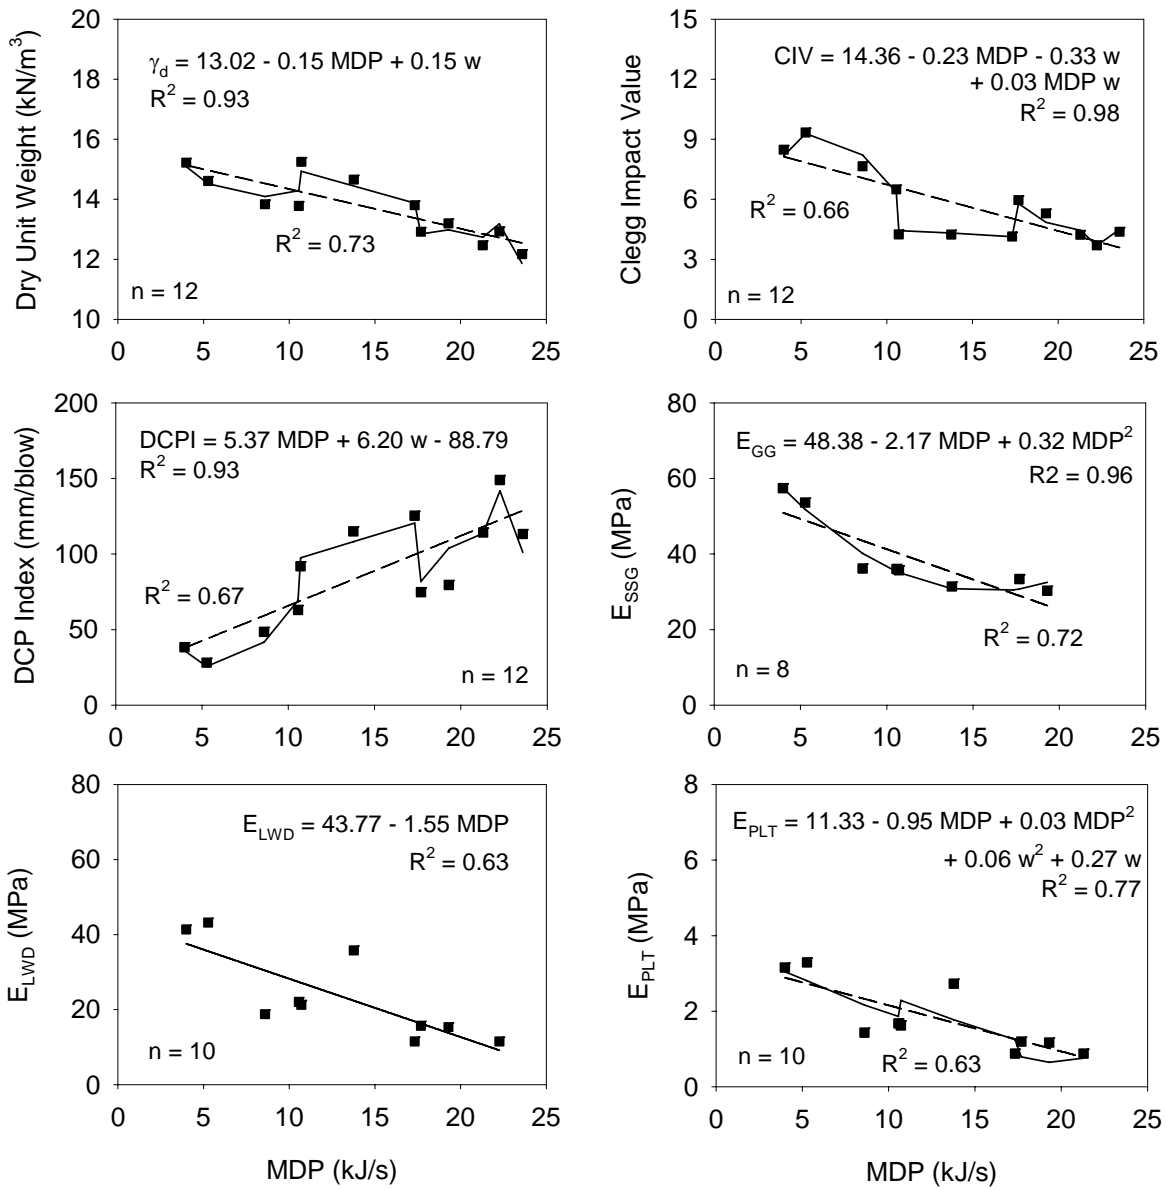 20
18
16
14
12
10
Dry Unit Weight (kN/m³)
γd = 13.02 - 0.15 MDP + 0.15 w
R² = 0.93
R² = 0.73
n = 12
0 5 10 15 20 25
15
12
9
6
3
0
Clegg Impact Value
CIV = 14.36 - 0.23 MDP - 0.33 w
+ 0.03 MDP w
R² = 0.98
R² = 0.66
n = 12
0 5 10 15 20 25
200
150
100
50
0
DCP Index (mm/blow)
DCPI = 5.37 MDP + 6.20 w - 88.79
R² = 0.93
R² = 0.67
n = 12
0 5 10 15 20 25
80
60
40
20
0
E_SSG (MPa)
E_GG = 48.38 - 2.17 MDP + 0.32 MDP²
R2 = 0.96
R² = 0.72
n = 8
0 5 10 15 20 25
80
60
40
20
0
E_LWD (MPa)
E_LWD = 43.77 - 1.55 MDP
R² = 0.63
n = 10
0 5 10 15 20 25
MDP (kJ/s)
8
6
4
2
0
E_PLT (MPa)
E_PLT = 11.33 - 0.95 MDP + 0.03 MDP²
+ 0.06 w² + 0.27 w
R² = 0.77
R² = 0.63
n = 10
0 5 10 15 20 25
MDP (kJ/s)